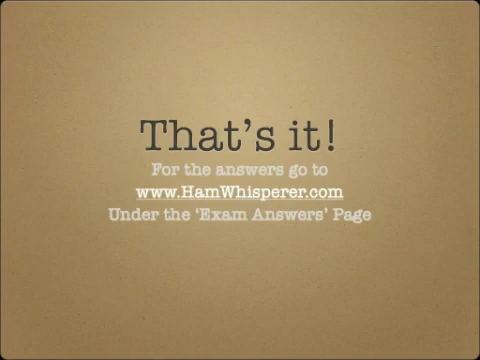 That's it!
For the answers go to
www.HamWhisperer.com
Under the 'Exam Answers' Page